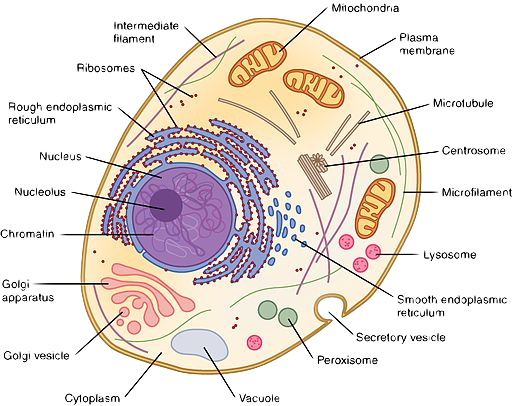 Mitochondria
Intermediate
filament
Plasma
membrane
Ribosomes
Rough endoplasmic
reticulum
Microtubule
Nucleus
Centrosome
Nucleolus
Microfilament
Chromatin
Lysosome
Golgi
apparatus
Smooth endoplasmic
reticulum
Secretory vesicle
Golgi vesicle
Peroxisome
Cytoplasm
Vacuole